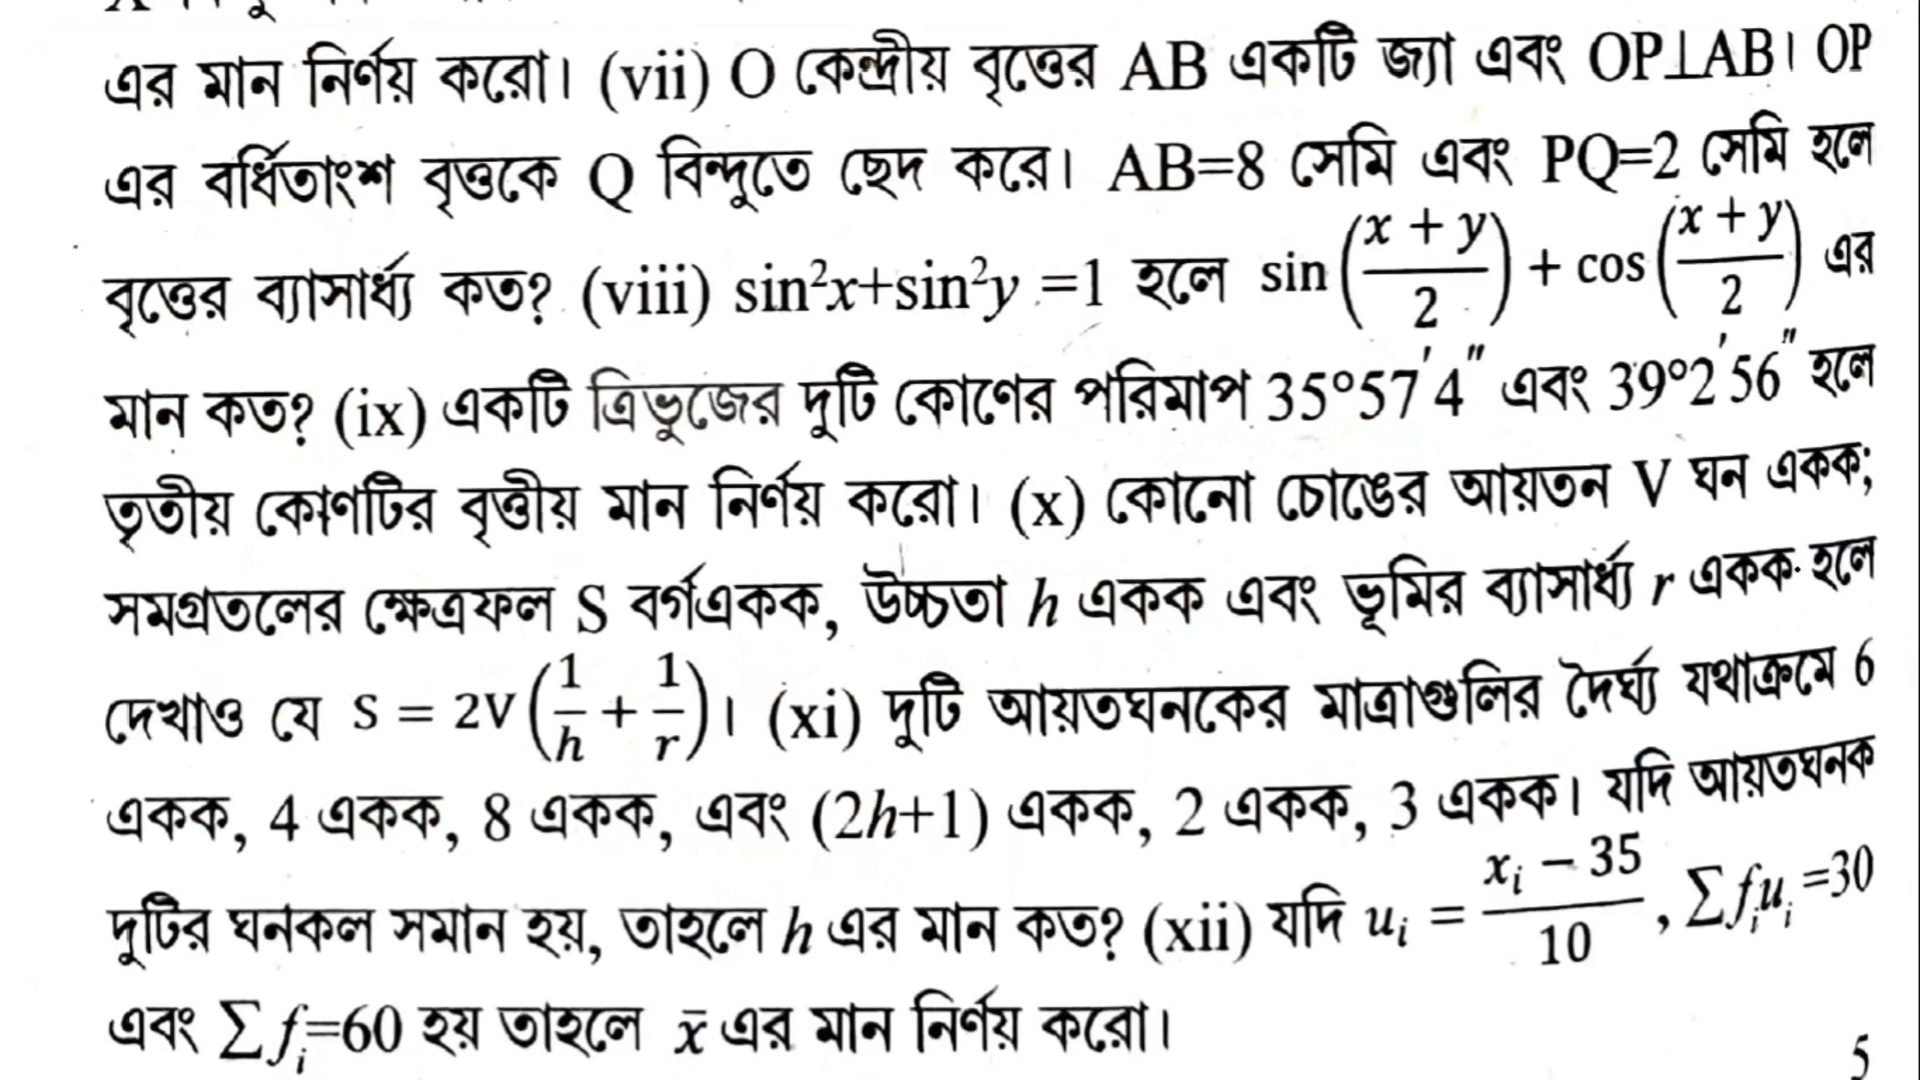 এর মান নির্ণয় করো। (vii) O কেন্দ্রীয় বৃত্তের AB একটি জ্যা এবং OP⊥AB। OP
এর বর্ধিতাংশ বৃত্তকে Q বিন্দুতে ছেদ করে। AB=8 সেমি এবং PQ=2 সেমি হলে
বৃত্তের ব্যাসার্ধ্য কত? (viii) sin²x+sin²y =1 হলে sin((x + y)/2) + cos((x + y)/2) এর
মান কত? (ix) একটি ত্রিভুজের দুটি কোণের পরিমাপ 35°57′4″ এবং 39°2′56″ হলে
তৃতীয় কোণটির বৃত্তীয় মান নির্ণয় করো। (x) কোনো চোঙের আয়তন V ঘন একক;
সমগ্রতলের ক্ষেত্রফল S বর্গএকক, উচ্চতা h একক এবং ভূমির ব্যাসার্ধ্য r একক হলে
দেখাও যে S = 2V(1/h + 1/r)। (xi) দুটি আয়তঘনকের মাত্রাগুলির দৈর্ঘ্য যথাক্রমে 6
একক, 4 একক, 8 একক, এবং (2h+1) একক, 2 একক, 3 একক। যদি আয়তঘনক
দুটির ঘনকল সমান হয়, তাহলে h এর মান কত? (xii) যদি uᵢ = (xᵢ − 35)/10, ∑fᵢuᵢ=30
এবং ∑fᵢ=60 হয় তাহলে x̄ এর মান নির্ণয় করো।
5